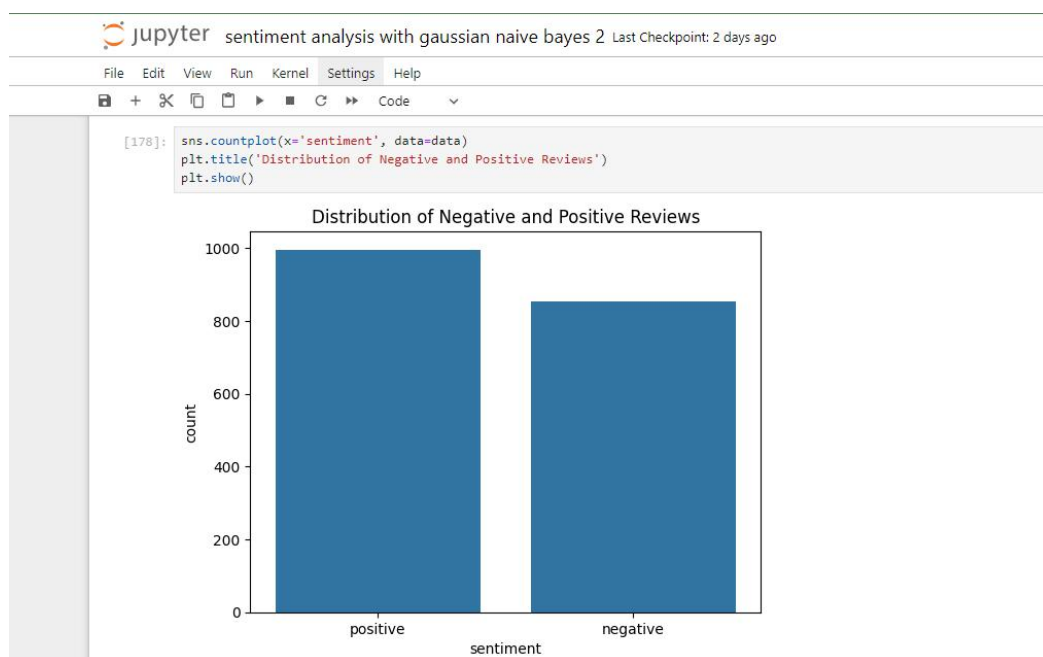 jupyter sentiment analysis with gaussian naive bayes 2 Last Checkpoint: 2 days ago
File Edit View Run Kernel Settings Help
Code
[178]: sns.countplot(x='sentiment', data=data)
plt.title('Distribution of Negative and Positive Reviews')
plt.show()
Distribution of Negative and Positive Reviews
1000
800
600
400
200
0
count
positive negative
sentiment